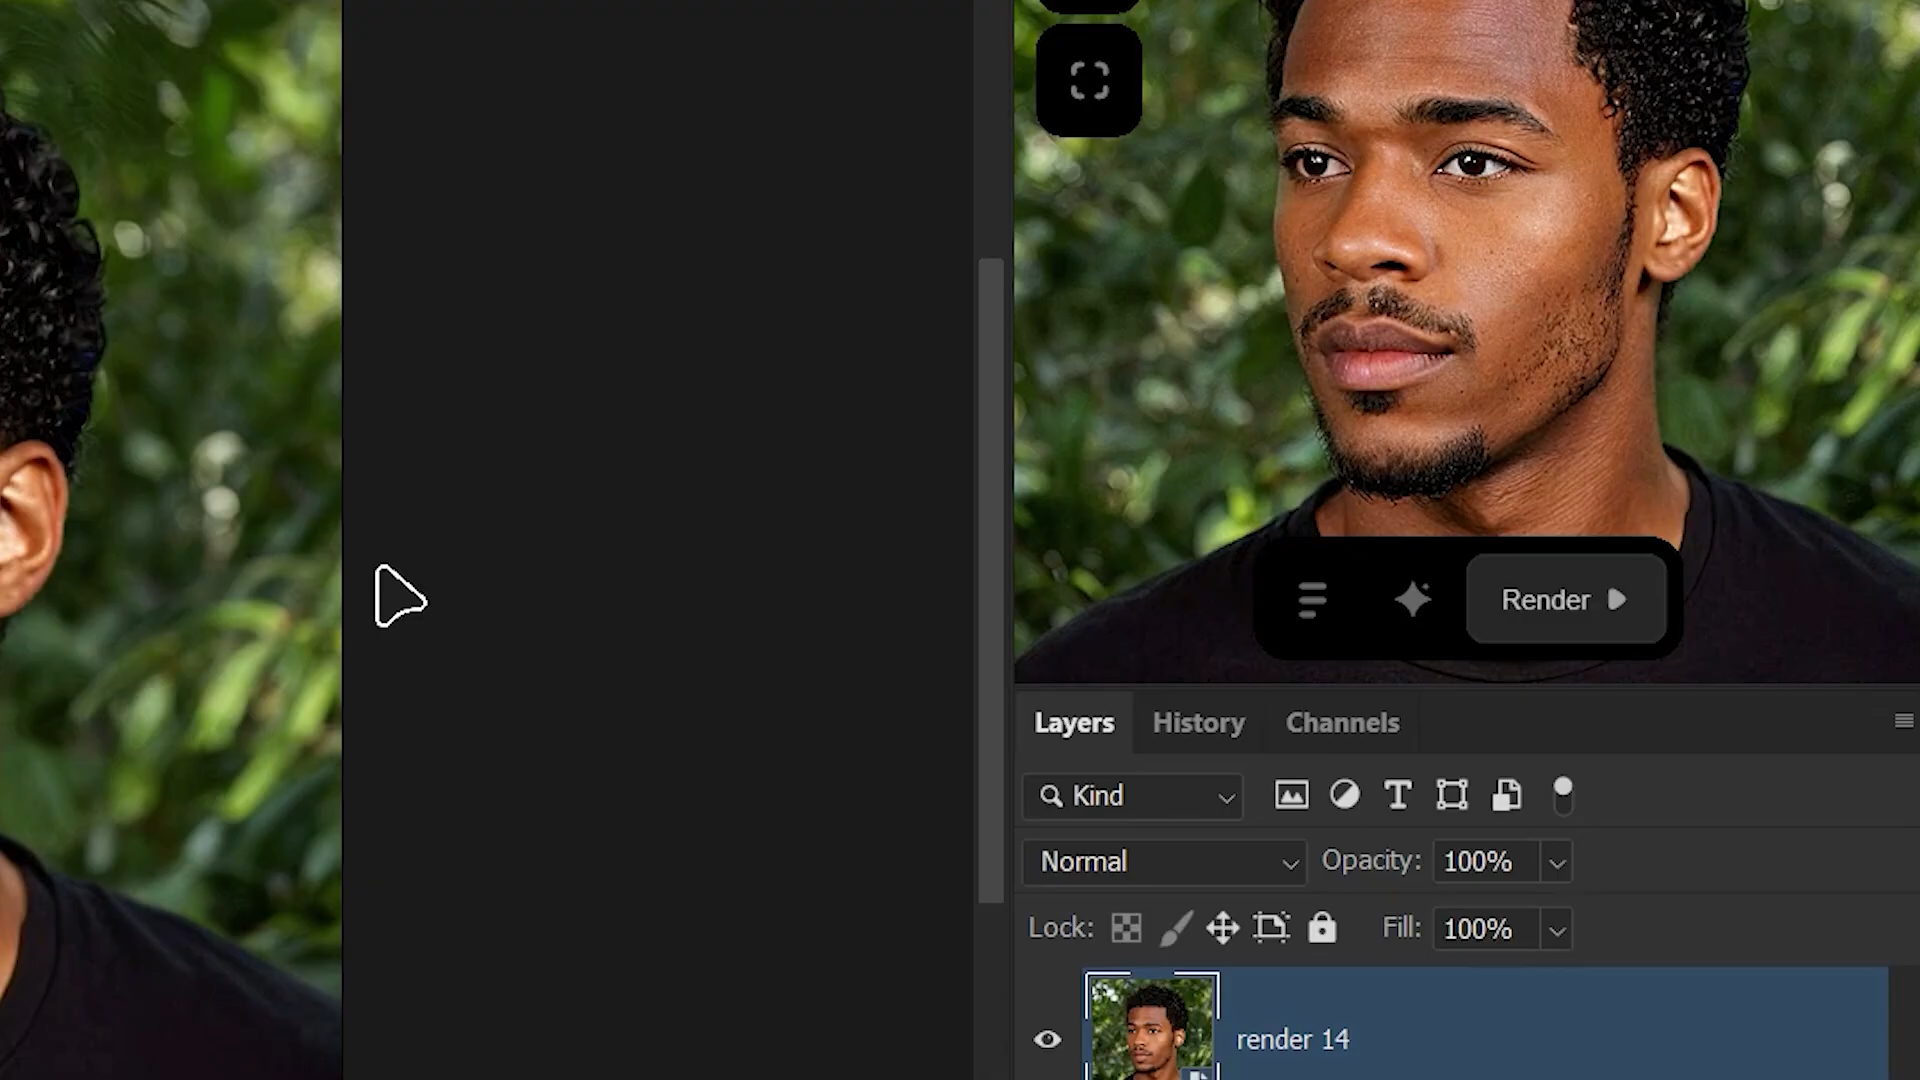 Render
Layers History Channels
Kind
Normal Opacity: 100%
Lock: Fill: 100%
render 14